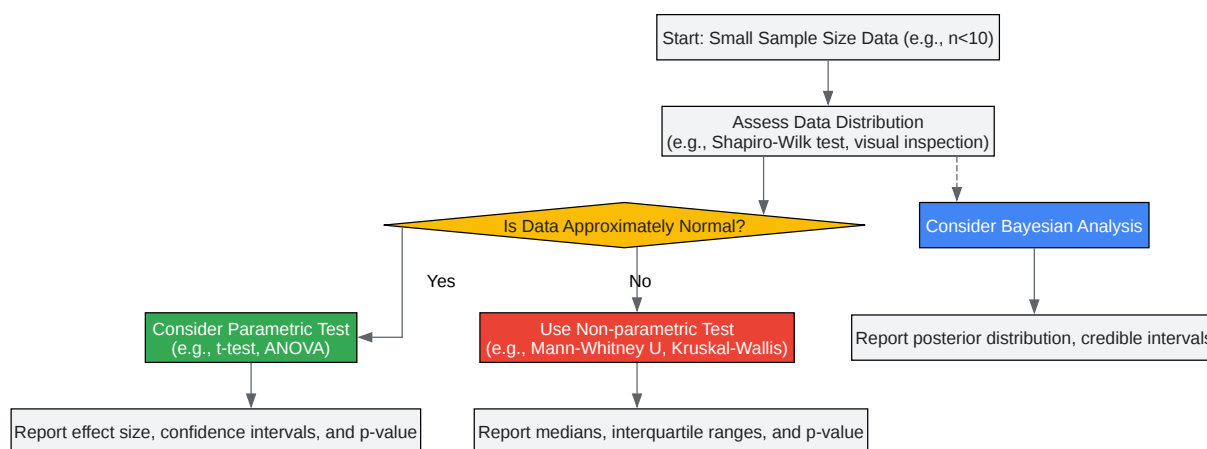 Start: Small Sample Size Data (e.g., n<10)
Assess Data Distribution
(e.g., Shapiro-Wilk test, visual inspection)
Is Data Approximately Normal?
Consider Bayesian Analysis
Yes
No
Consider Parametric Test
(e.g., t-test, ANOVA)
Use Non-parametric Test
(e.g., Mann-Whitney U, Kruskal-Wallis)
Report posterior distribution, credible intervals
Report effect size, confidence intervals, and p-value
Report medians, interquartile ranges, and p-value